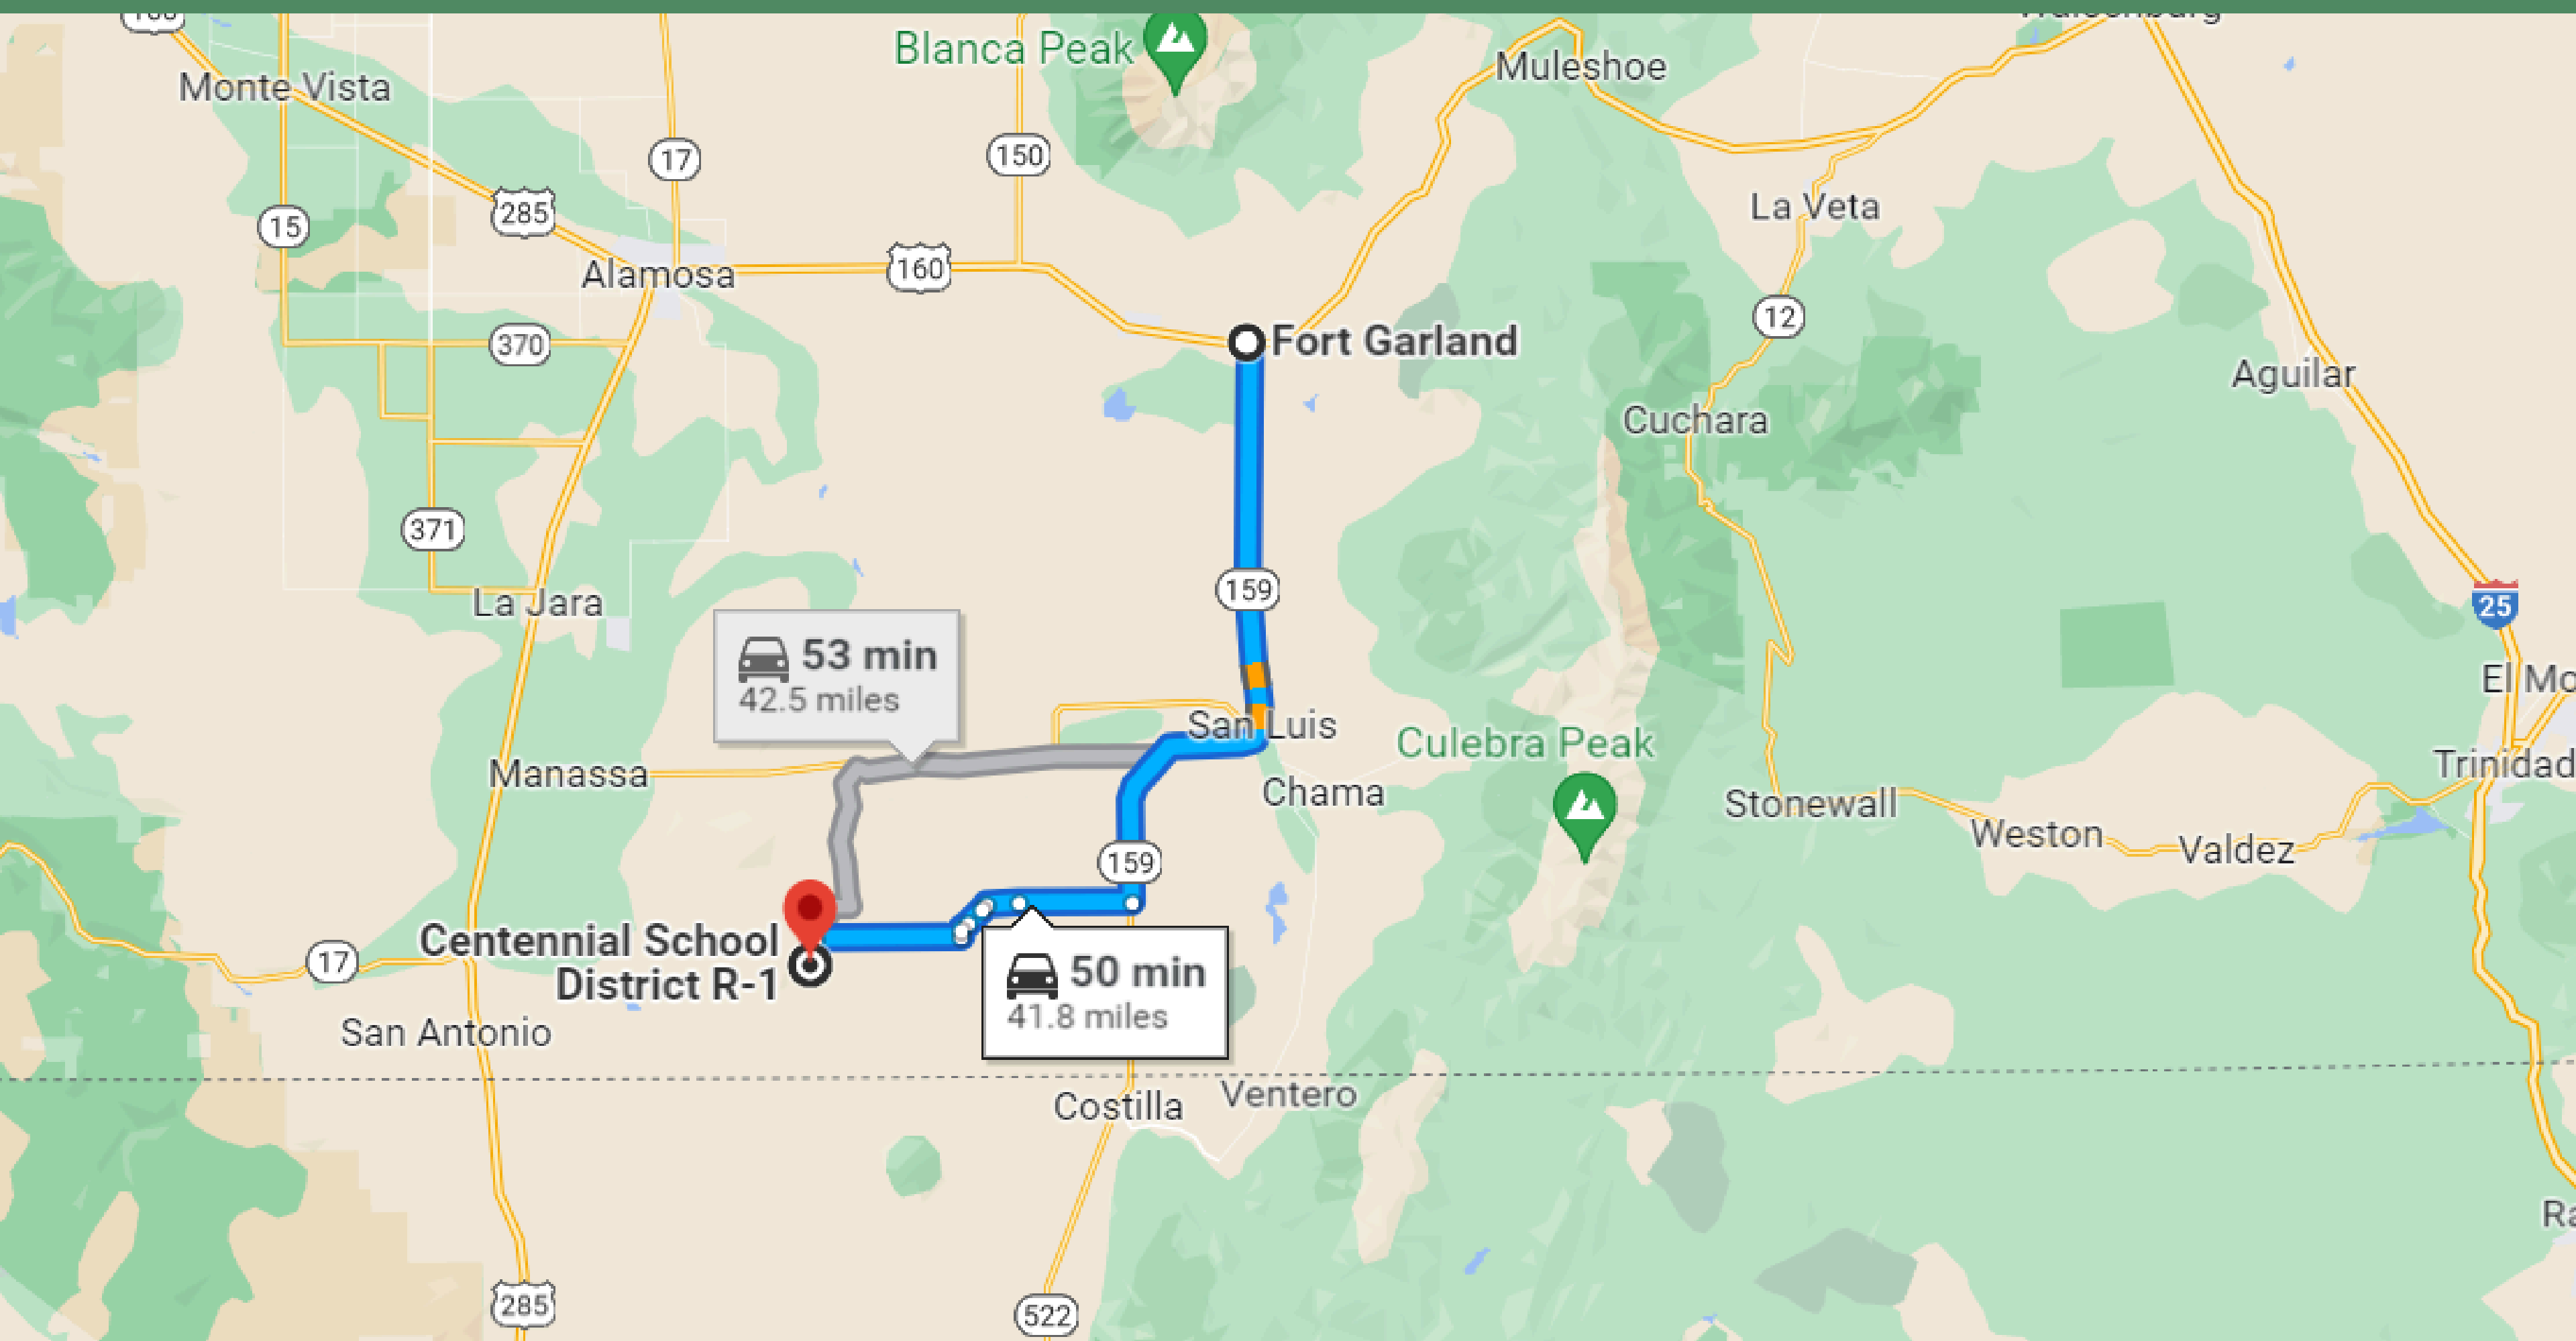 Blanca Peak
Muleshoe
Monte Vista
17
150
285
15
La Veta
Alamosa
160
12
370
Fort Garland
Aguilar
Cuchara
371
159
La Jara
25
53 min
42.5 miles
El Mo
San Luis
Culebra Peak
Manassa
Chama
Trinidad
Stonewall
Weston
Valdez
159
Centennial School
District R-1
17
50 min
41.8 miles
San Antonio
Costilla
Ventero
Ra
285
522